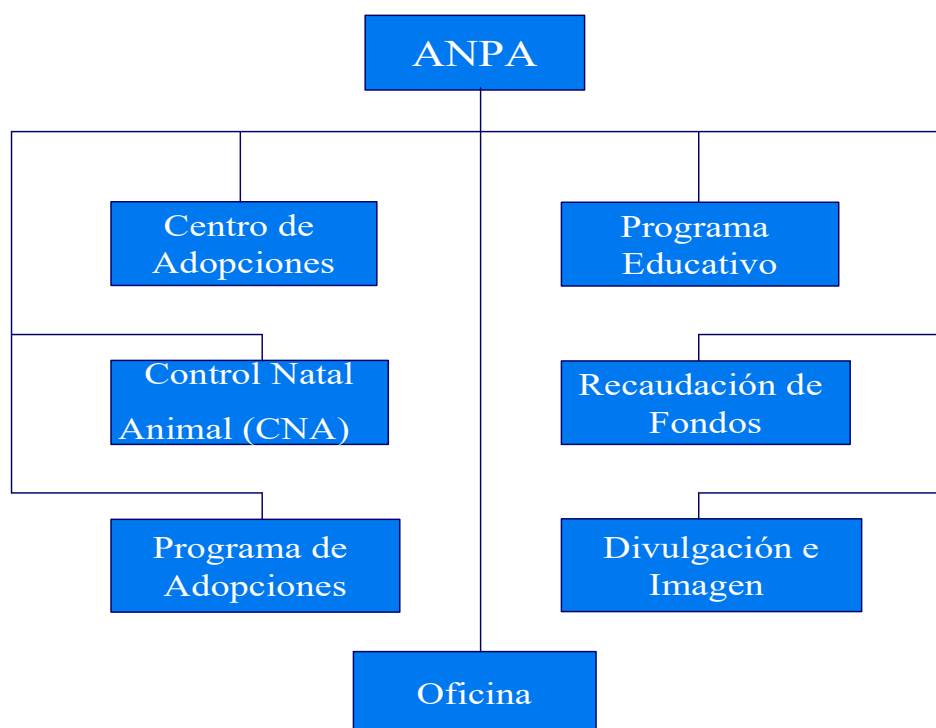 ANPA
Centro de
Adopciones
Programa
Educativo
Control Natal
Animal (CNA)
Recaudación de
Fondos
Programa de
Adopciones
Divulgación e
Imagen
Oficina